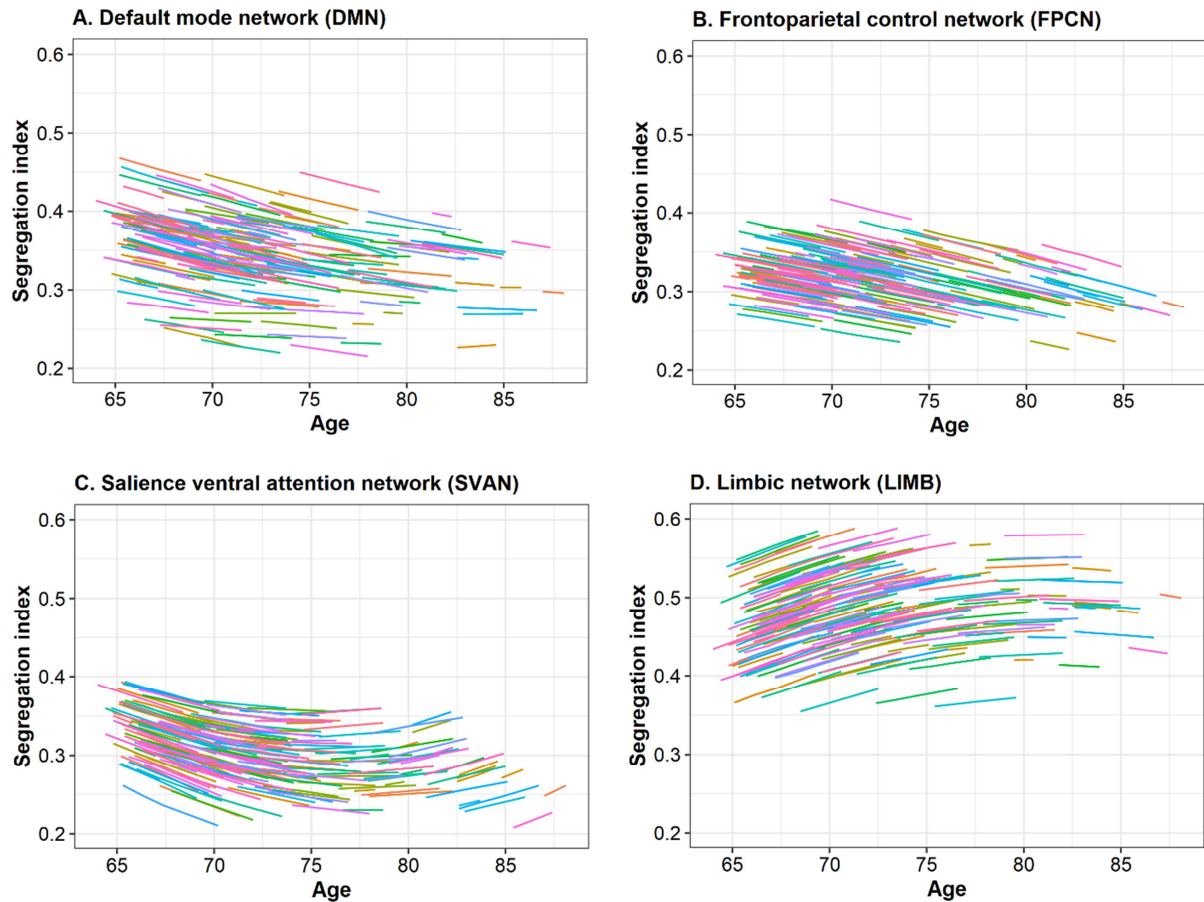 A. Default mode network (DMN)
0.6
0.5
0.4
0.3
0.2
Segregation index
65 70 75 80 85
Age
B. Frontoparietal control network (FPCN)
0.6
0.5
0.4
0.3
0.2
Segregation index
65 70 75 80 85
Age
C. Salience ventral attention network (SVAN)
0.6
0.5
0.4
0.3
0.2
Segregation index
65 70 75 80 85
Age
D. Limbic network (LIMB)
0.6
0.5
0.4
0.3
0.2
Segregation index
65 70 75 80 85
Age